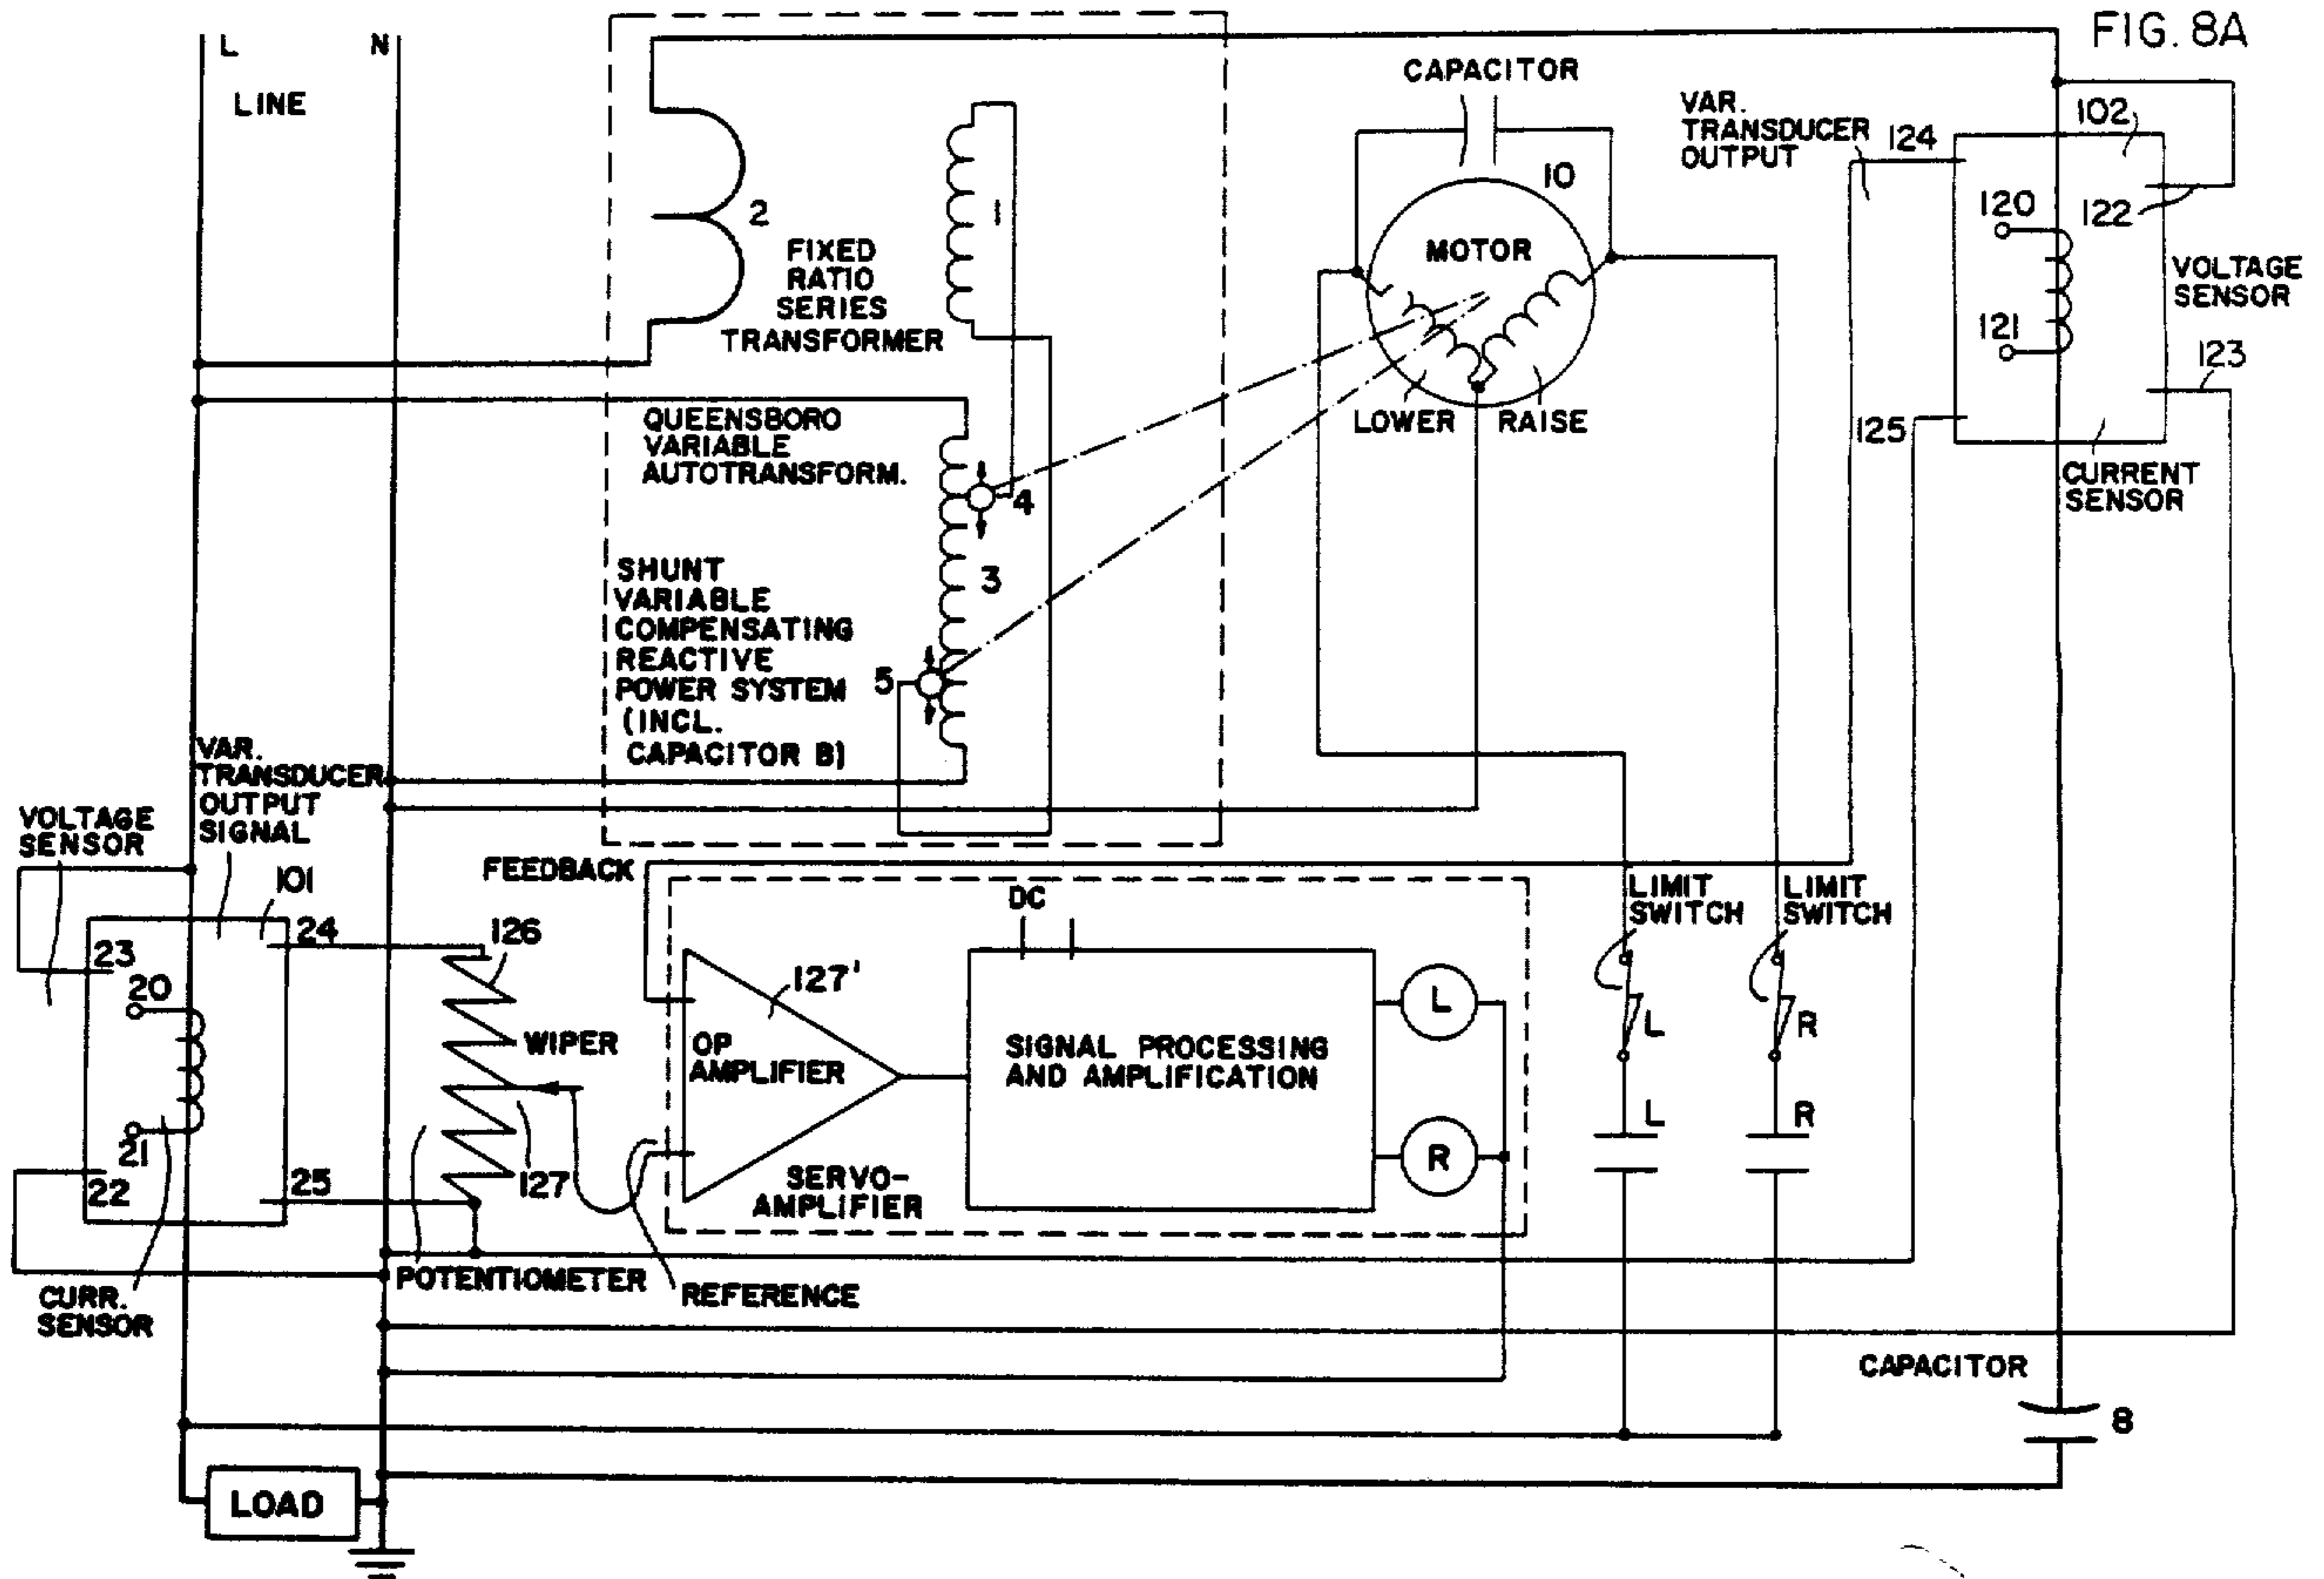 FIG. 8A
L
N
LINE
CAPACITOR
VAR.
TRANSDUCER
OUTPUT
124
102
10
2
1
120
122
MOTOR
FIXED
RATIO
SERIES
TRANSFORMER
VOLTAGE
SENSOR
121
123
QUEENSBORO
VARIABLE
AUTOTRANSFORM.
LOWER
RAISE
125
4
CURRENT
SENSOR
3
SHUNT
VARIABLE
COMPENSATING
REACTIVE
POWER SYSTEM
(INCL.
CAPACITOR B)
5
VAR.
TRANSDUCER
OUTPUT
SIGNAL
VOLTAGE
SENSOR
FEEDBACK
101
DC
LIMIT
SWITCH
LIMIT
SWITCH
24
126
23
20
127'
L
WIPER
OP
AMPLIFIER
SIGNAL PROCESSING
AND AMPLIFICATION
L
R
21
L
R
R
22
25
127
SERVO-
AMPLIFIER
POTENTIOMETER
REFERENCE
CURR.
SENSOR
CAPACITOR
8
LOAD